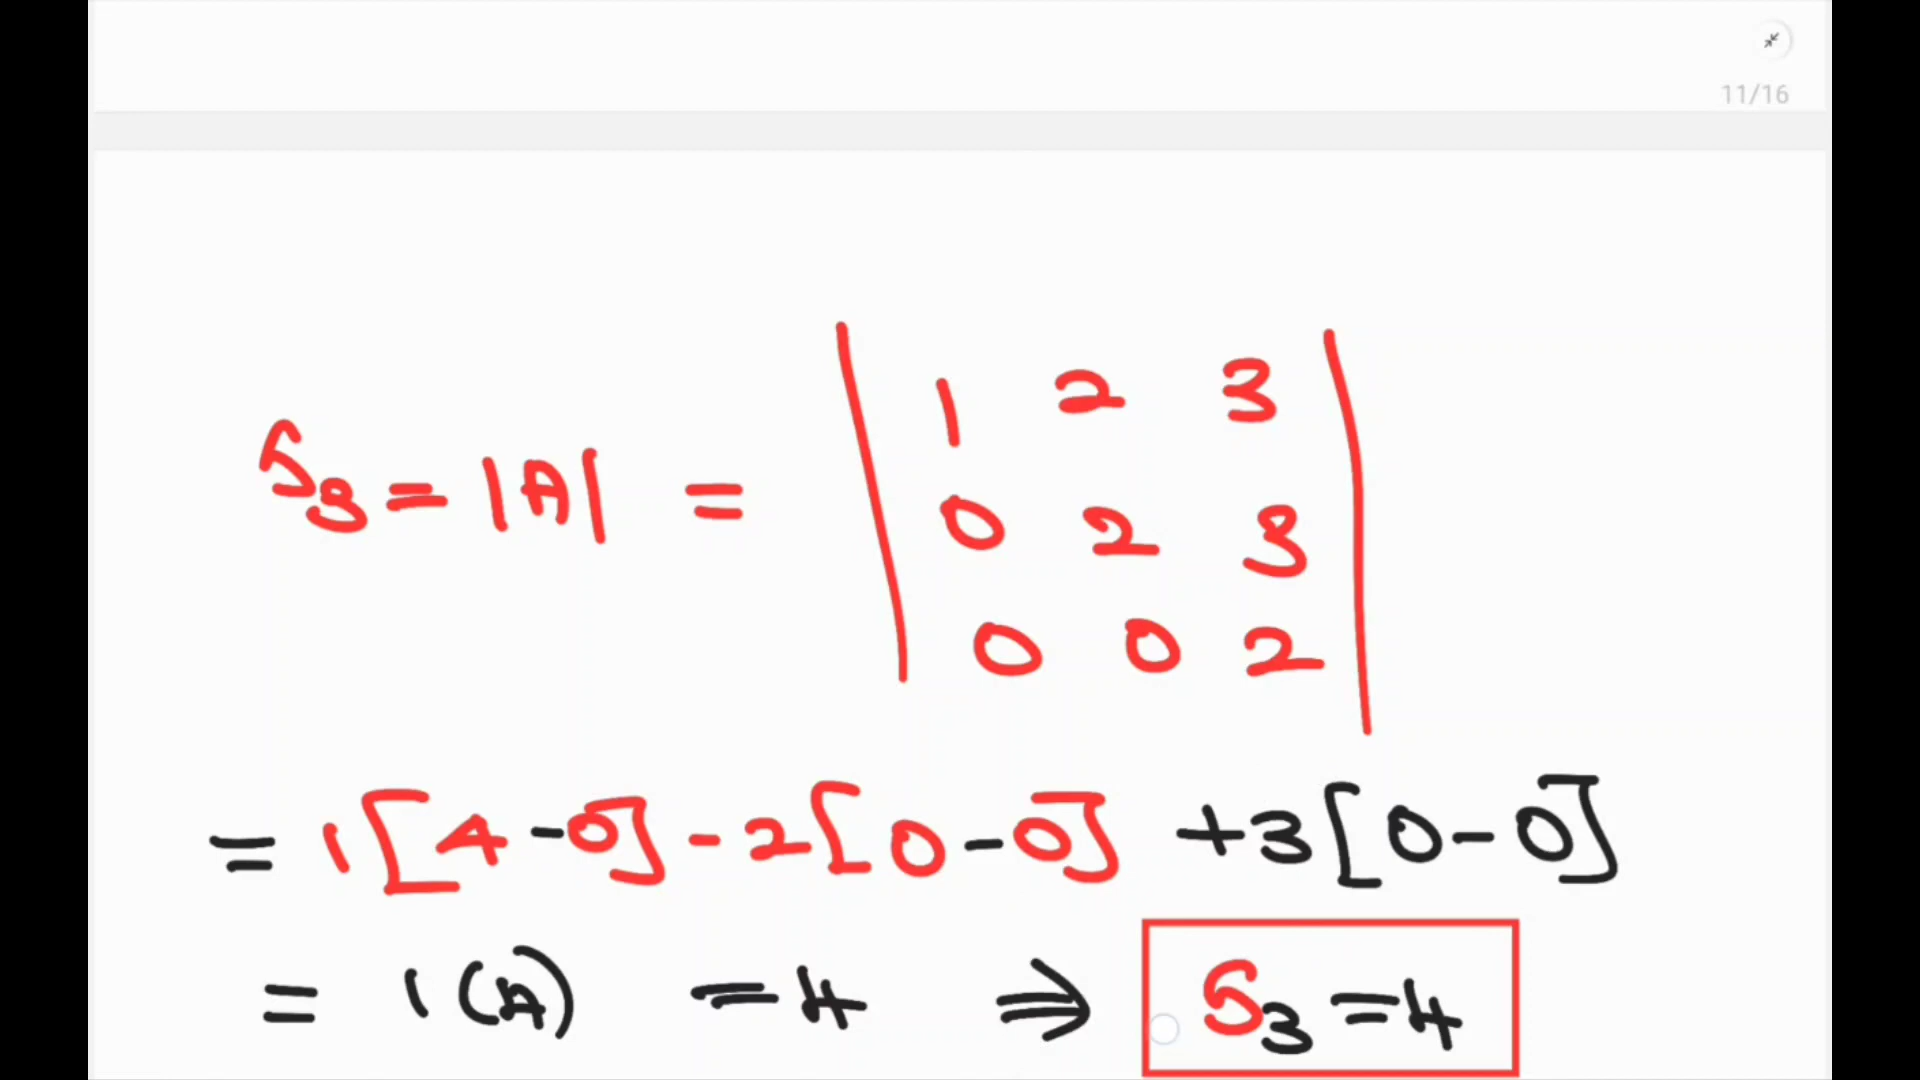 11/16
S₃ = |A| = | 1 2 3 |
| 0 2 3 |
| 0 0 2 |
= 1[4-0] - 2[0-0] + 3[0-0]
= 1(4) = 4 ⇒ S₃ = 4